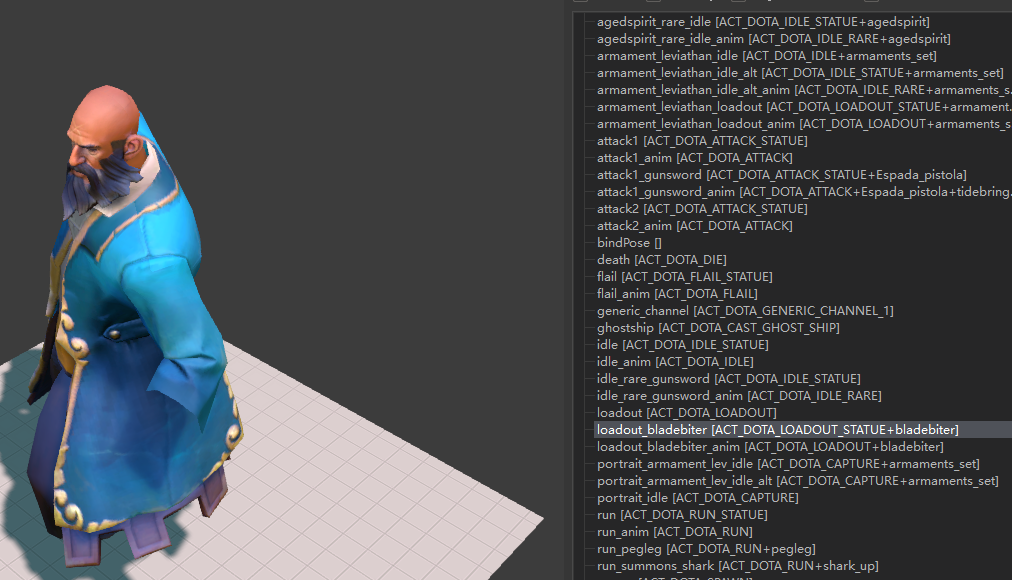 agedspirit_rare_idle [ACT_DOTA_IDLE_STATUE+agedspirit]
agedspirit_rare_idle_anim [ACT_DOTA_IDLE_RARE+agedspirit]
armament_leviathan_idle [ACT_DOTA_IDLE+armaments_set]
armament_leviathan_idle_alt [ACT_DOTA_IDLE_STATUE+armaments_set]
armament_leviathan_idle_alt_anim [ACT_DOTA_IDLE_RARE+armaments_s
armament_leviathan_loadout [ACT_DOTA_LOADOUT_STATUE+armament
armament_leviathan_loadout_anim [ACT_DOTA_LOADOUT+armaments_s
attack1 [ACT_DOTA_ATTACK_STATUE]
attack1_anim [ACT_DOTA_ATTACK]
attack1_gunsword [ACT_DOTA_ATTACK_STATUE+Espada_pistola]
attack1_gunsword_anim [ACT_DOTA_ATTACK+Espada_pistola+tidebring
attack2 [ACT_DOTA_ATTACK_STATUE]
attack2_anim [ACT_DOTA_ATTACK]
bindPose []
death [ACT_DOTA_DIE]
flail [ACT_DOTA_FLAIL_STATUE]
flail_anim [ACT_DOTA_FLAIL]
generic_channel [ACT_DOTA_GENERIC_CHANNEL_1]
ghostship [ACT_DOTA_CAST_GHOST_SHIP]
idle [ACT_DOTA_IDLE_STATUE]
idle_anim [ACT_DOTA_IDLE]
idle_rare_gunsword [ACT_DOTA_IDLE_STATUE]
idle_rare_gunsword_anim [ACT_DOTA_IDLE_RARE]
loadout [ACT_DOTA_LOADOUT]
loadout_bladebiter [ACT_DOTA_LOADOUT_STATUE+bladebiter]
loadout_bladebiter_anim [ACT_DOTA_LOADOUT+bladebiter]
portrait_armament_lev_idle [ACT_DOTA_CAPTURE+armaments_set]
portrait_armament_lev_idle_alt [ACT_DOTA_CAPTURE+armaments_set]
portrait_idle [ACT_DOTA_CAPTURE]
run [ACT_DOTA_RUN_STATUE]
run_anim [ACT_DOTA_RUN]
run_pegleg [ACT_DOTA_RUN+pegleg]
run_summons_shark [ACT_DOTA_RUN+shark_up]